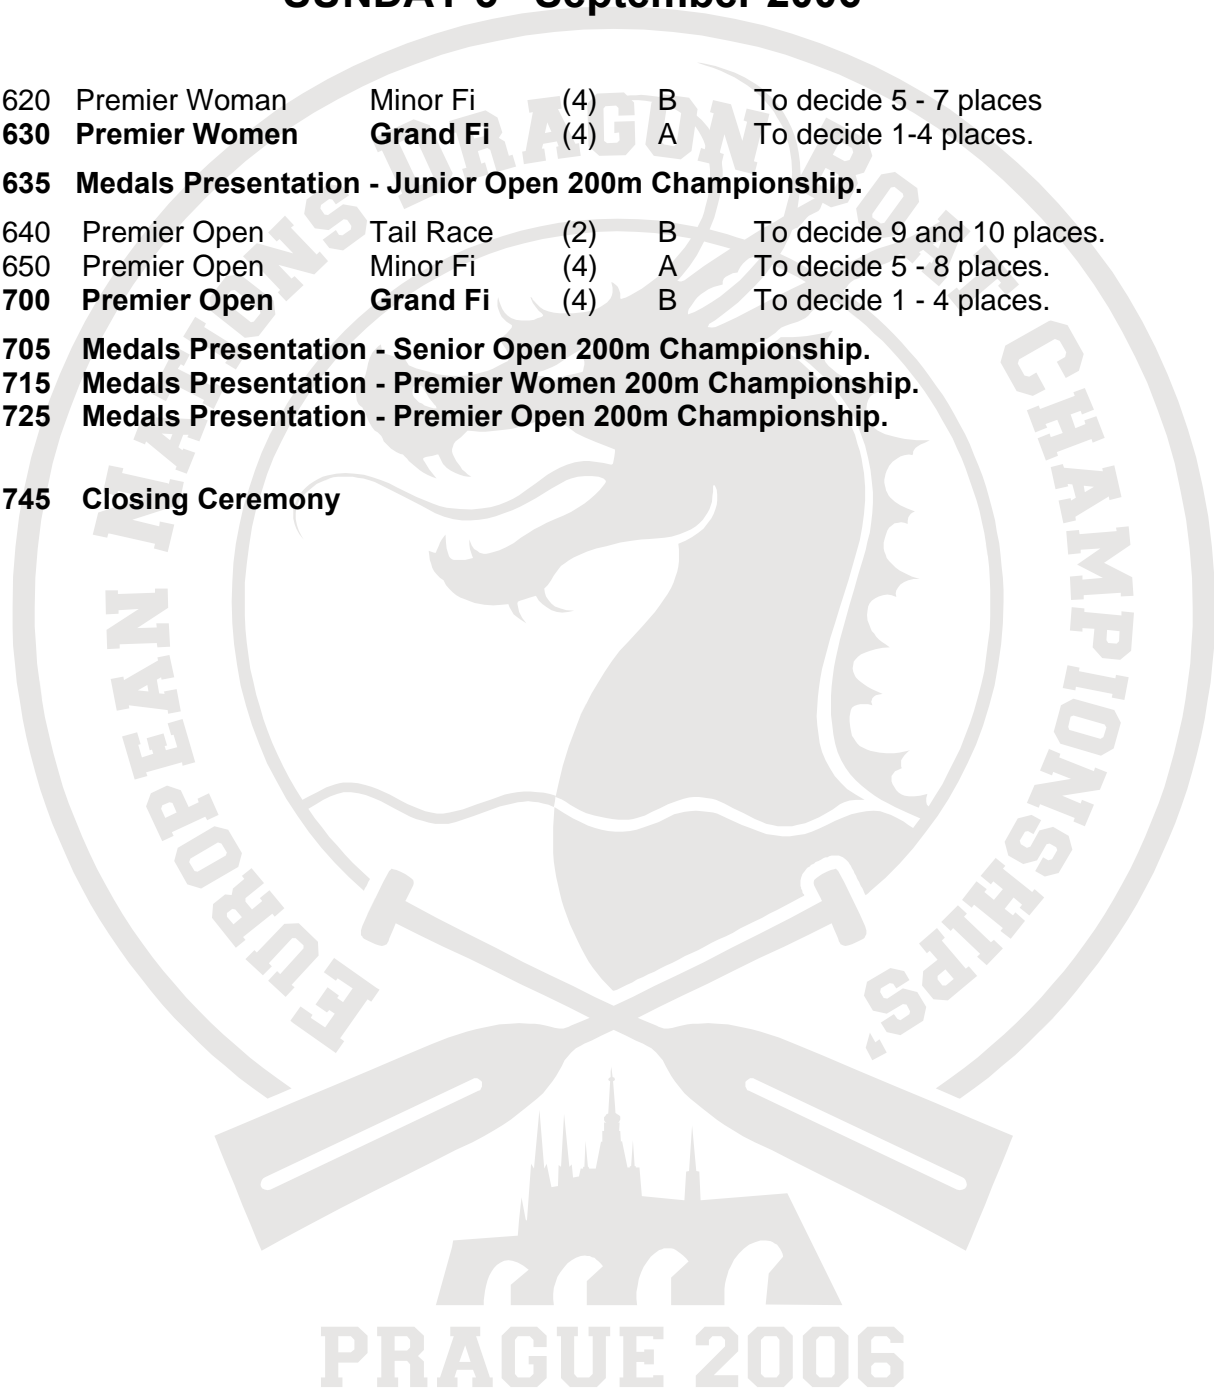 SUNDAY September 2006
620 Premier Woman Minor Fi (4) B To decide 5 - 7 places
630 Premier Women Grand Fi (4) A To decide 1-4 places.
635 Medals Presentation - Junior Open 200m Championship.
640 Premier Open Tail Race (2) B To decide 9 and 10 places.
650 Premier Open Minor Fi (4) A To decide 5 - 8 places.
700 Premier Open Grand Fi (4) B To decide 1 - 4 places.
705 Medals Presentation - Senior Open 200m Championship.
715 Medals Presentation - Premier Women 200m Championship.
725 Medals Presentation - Premier Open 200m Championship.
745 Closing Ceremony
EUROPEAN NATIONS DRAGON BOAT CHAMPIONSHIPS'
PRAGUE 2006